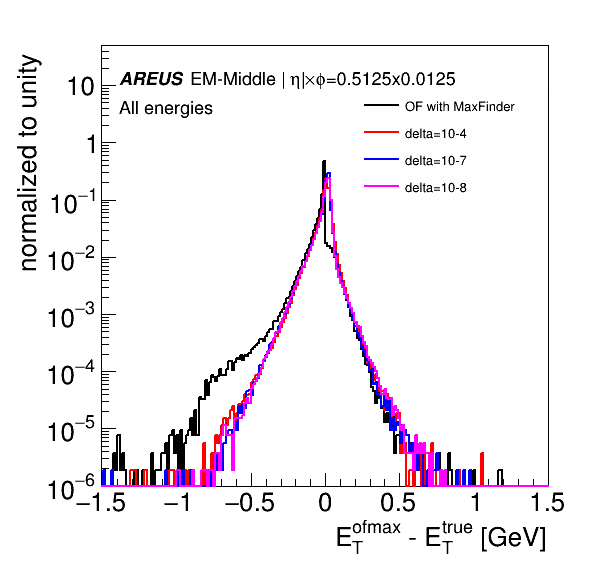 normalized to unity
AREUS EM-Middle | η|×ϕ=0.5125x0.0125
All energies
OF with MaxFinder
delta=10-4
delta=10-7
delta=10-8
10
1
10⁻¹
10⁻²
10⁻³
10⁻⁴
10⁻⁵
10⁻⁶
−1.5 −1 −0.5 0 0.5 1 1.5
E_T^ofmax - E_T^true [GeV]